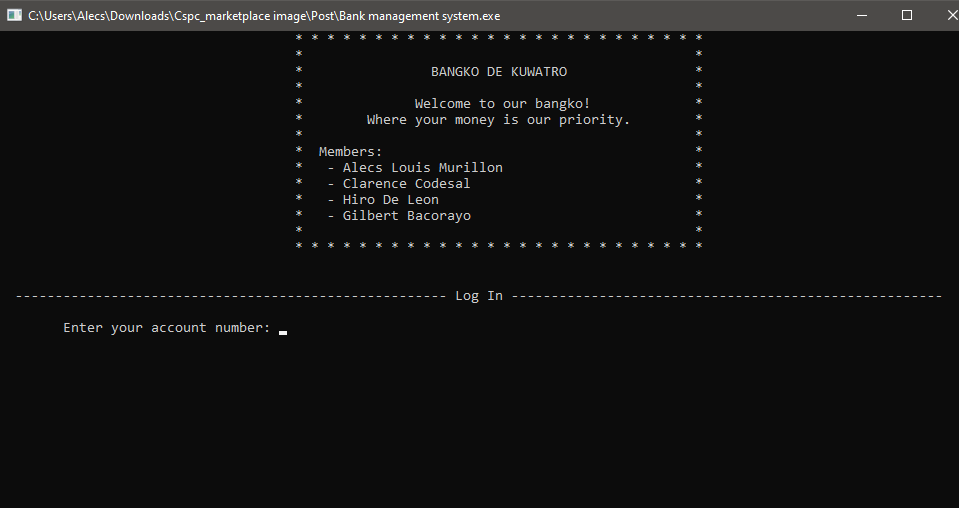 C:\Users\Alecs\Downloads\Cspc_marketplace image\Post\Bank management system.exe
* * * * * * * * * * * * * * * * * * * * * * * * * *
* *
* BANGKO DE KUWATRO *
* *
* Welcome to our bangko! *
* Where your money is our priority. *
* *
* Members: *
* - Alecs Louis Murillon *
* - Clarence Codesal *
* - Hiro De Leon *
* - Gilbert Bacorayo *
* *
* * * * * * * * * * * * * * * * * * * * * * * * * *
------------------------------------------------------ Log In ------------------------------------------------------
Enter your account number: